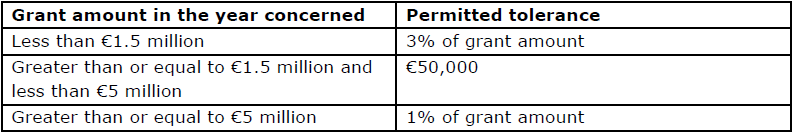 Grant amount in the year concerned Permitted tolerance
Less than €1.5 million 3% of grant amount
Greater than or equal to €1.5 million and €50,000
less than €5 million
Greater than or equal to €5 million 1% of grant amount